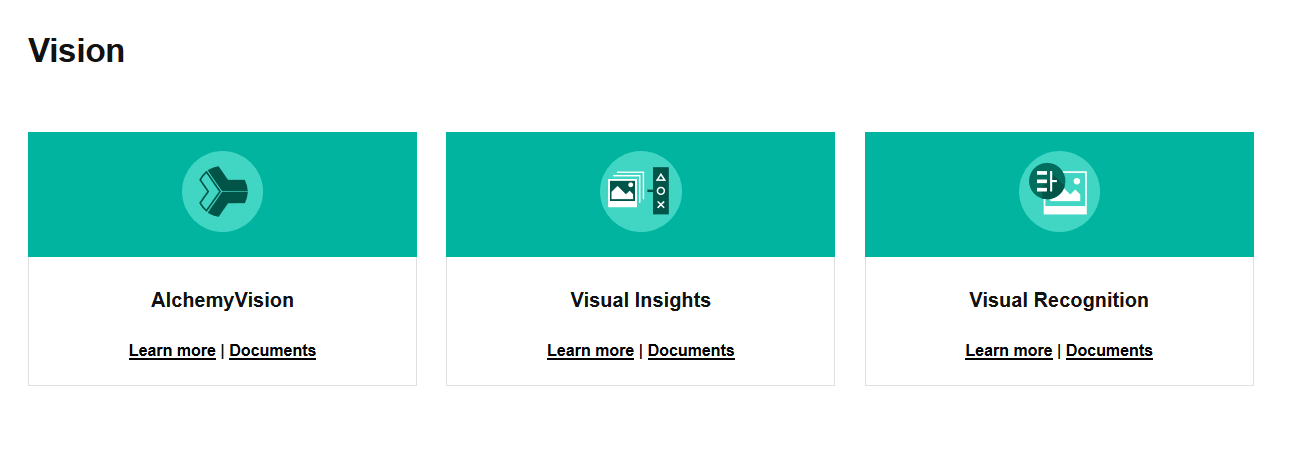 Vision
AlchemyVision
Learn more | Documents
Visual Insights
Learn more | Documents
Visual Recognition
Learn more | Documents